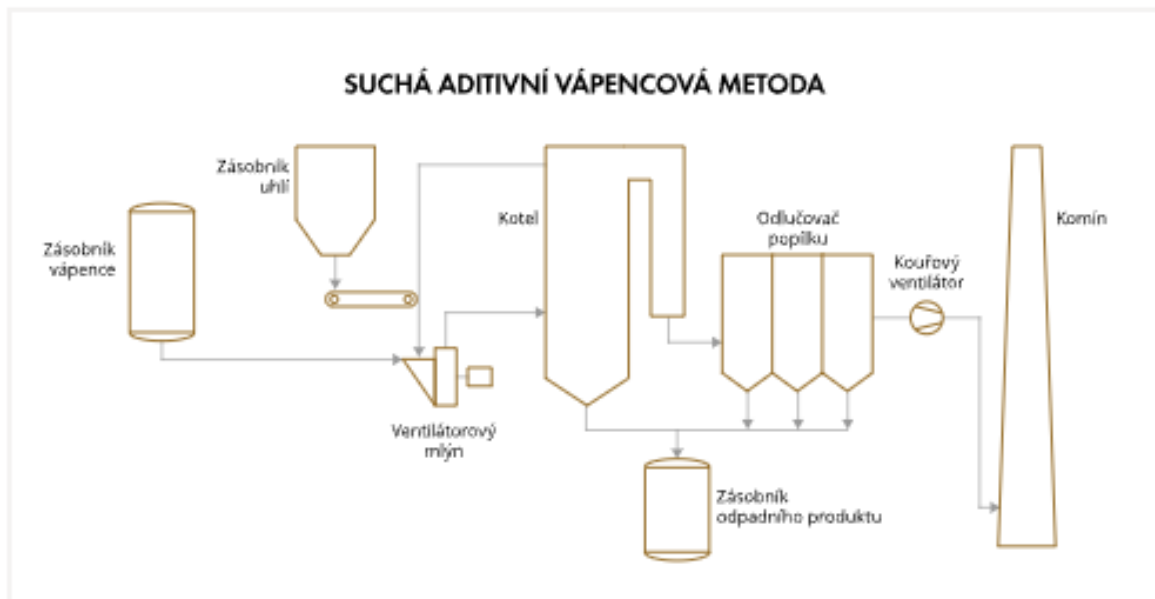 SUCHÁ ADITIVNÍ VÁPENCOVÁ METODA
Zásobník
uhlí
Zásobník
vápence
Kotel
Odlučovač
popílku
Kouřový
ventilátor
Komín
Ventilátorový
mlýn
Zásobník
odpadního produktu